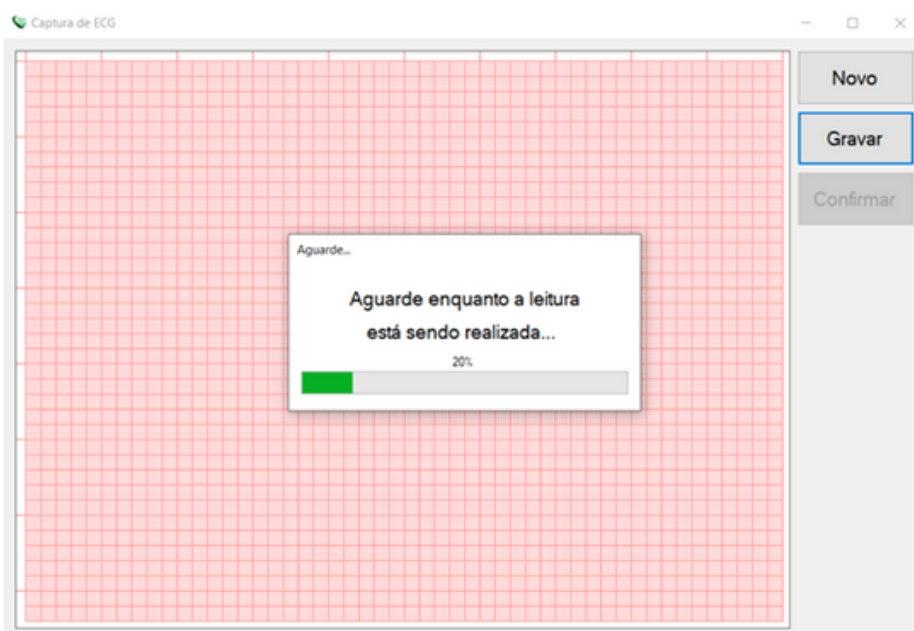 Captura de ECG
Novo
Gravar
Confirmar
Aguarde...
Aguarde enquanto a leitura
está sendo realizada...
20%